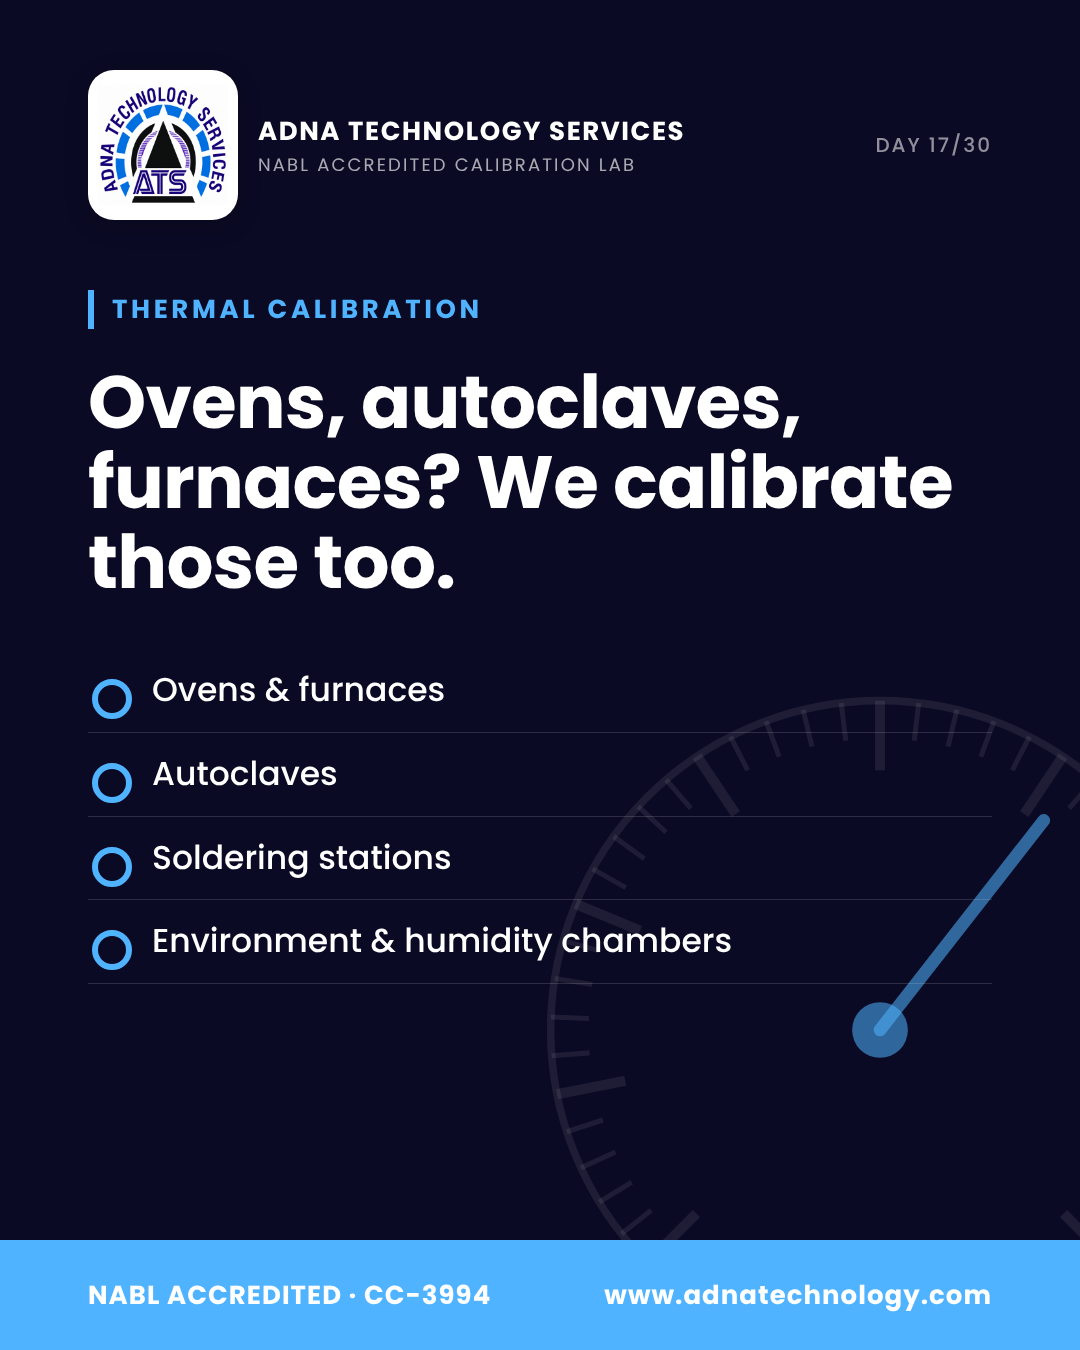 ADNA TECHNOLOGY SERVICES
ATS
ADNA TECHNOLOGY SERVICES
NABL ACCREDITED CALIBRATION LAB
DAY 17/30
THERMAL CALIBRATION
Ovens, autoclaves,
furnaces? We calibrate
those too.
Ovens & furnaces
Autoclaves
Soldering stations
Environment & humidity chambers
NABL ACCREDITED · CC-3994
www.adnatechnology.com